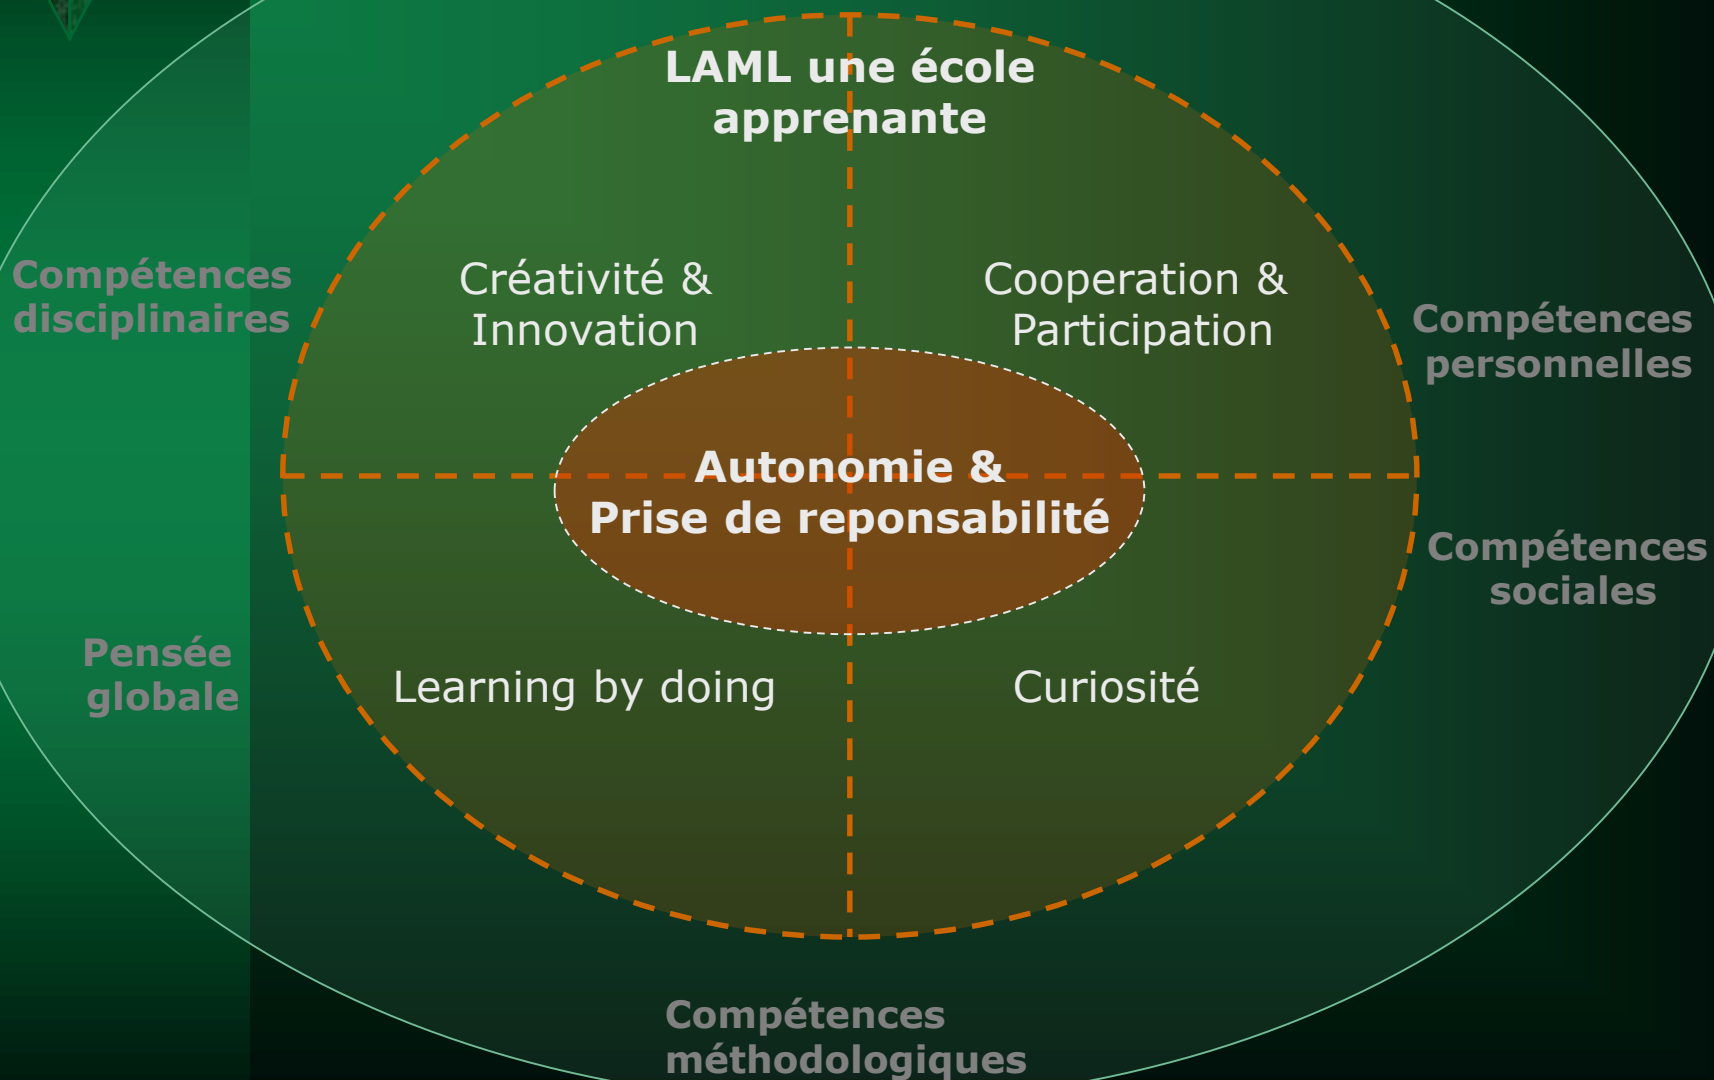 LAML une école
apprenante
Compétences
disciplinaires
Créativité &
Innovation
Cooperation &
Participation
Compétences
personnelles
Autonomie &
Prise de reponsabilité
Compétences
sociales
Pensée
globale
Learning by doing
Curiosité
Compétences
méthodologiques